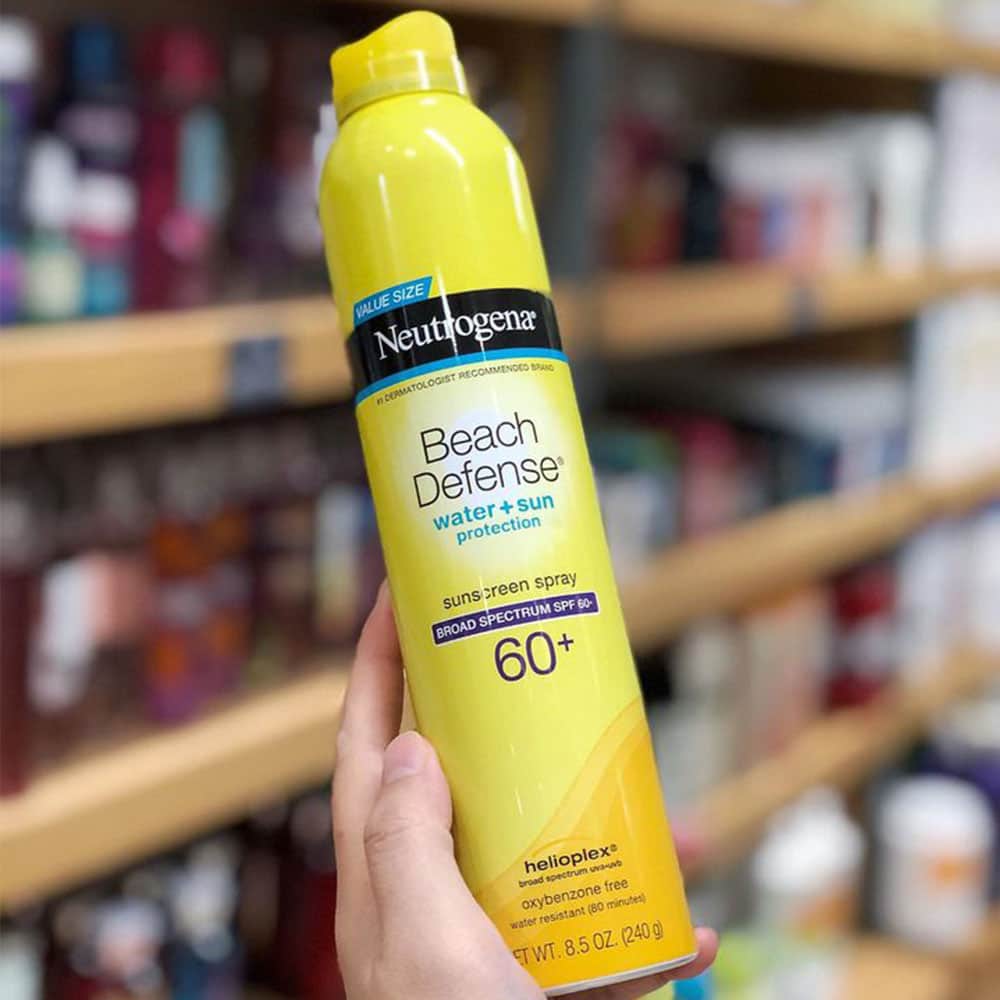 VALUE SIZE
Neutrogena®
#1 DERMATOLOGIST RECOMMENDED BRAND
Beach
Defense®
water+sun
protection
sunscreen spray
BROAD SPECTRUM SPF 60+
60+
helioplex®
broad spectrum uva•uvb
oxybenzone free
water resistant (80 minutes)
ET WT. 8.5 OZ. (240 g)